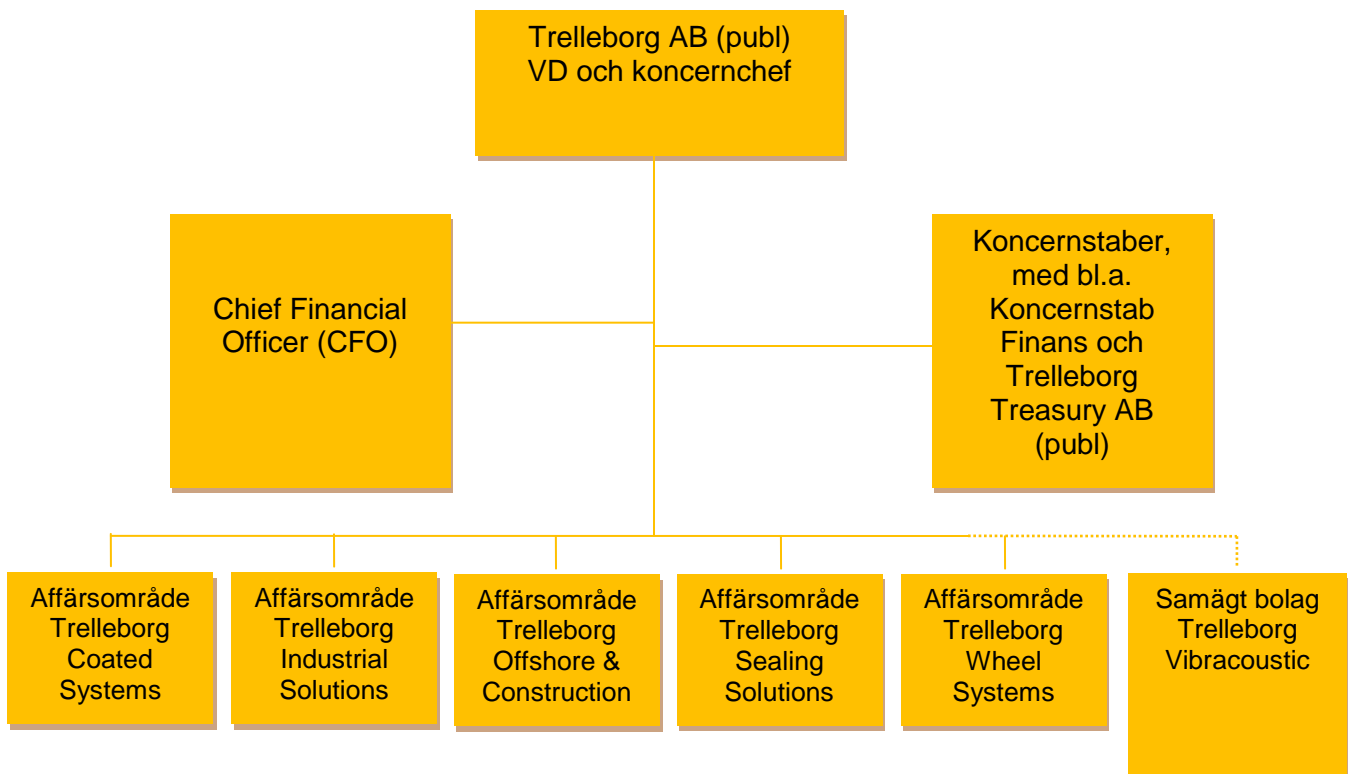 Trelleborg AB (publ)
VD och koncernchef
Chief Financial
Officer (CFO)
Koncernstaber,
med bl.a.
Koncernstab
Finans och
Trelleborg
Treasury AB
(publ)
Affärsområde
Trelleborg
Coated
Systems
Affärsområde
Trelleborg
Industrial
Solutions
Affärsområde
Trelleborg
Offshore &
Construction
Affärsområde
Trelleborg
Sealing
Solutions
Affärsområde
Trelleborg
Wheel
Systems
Samägt bolag
Trelleborg
Vibracoustic